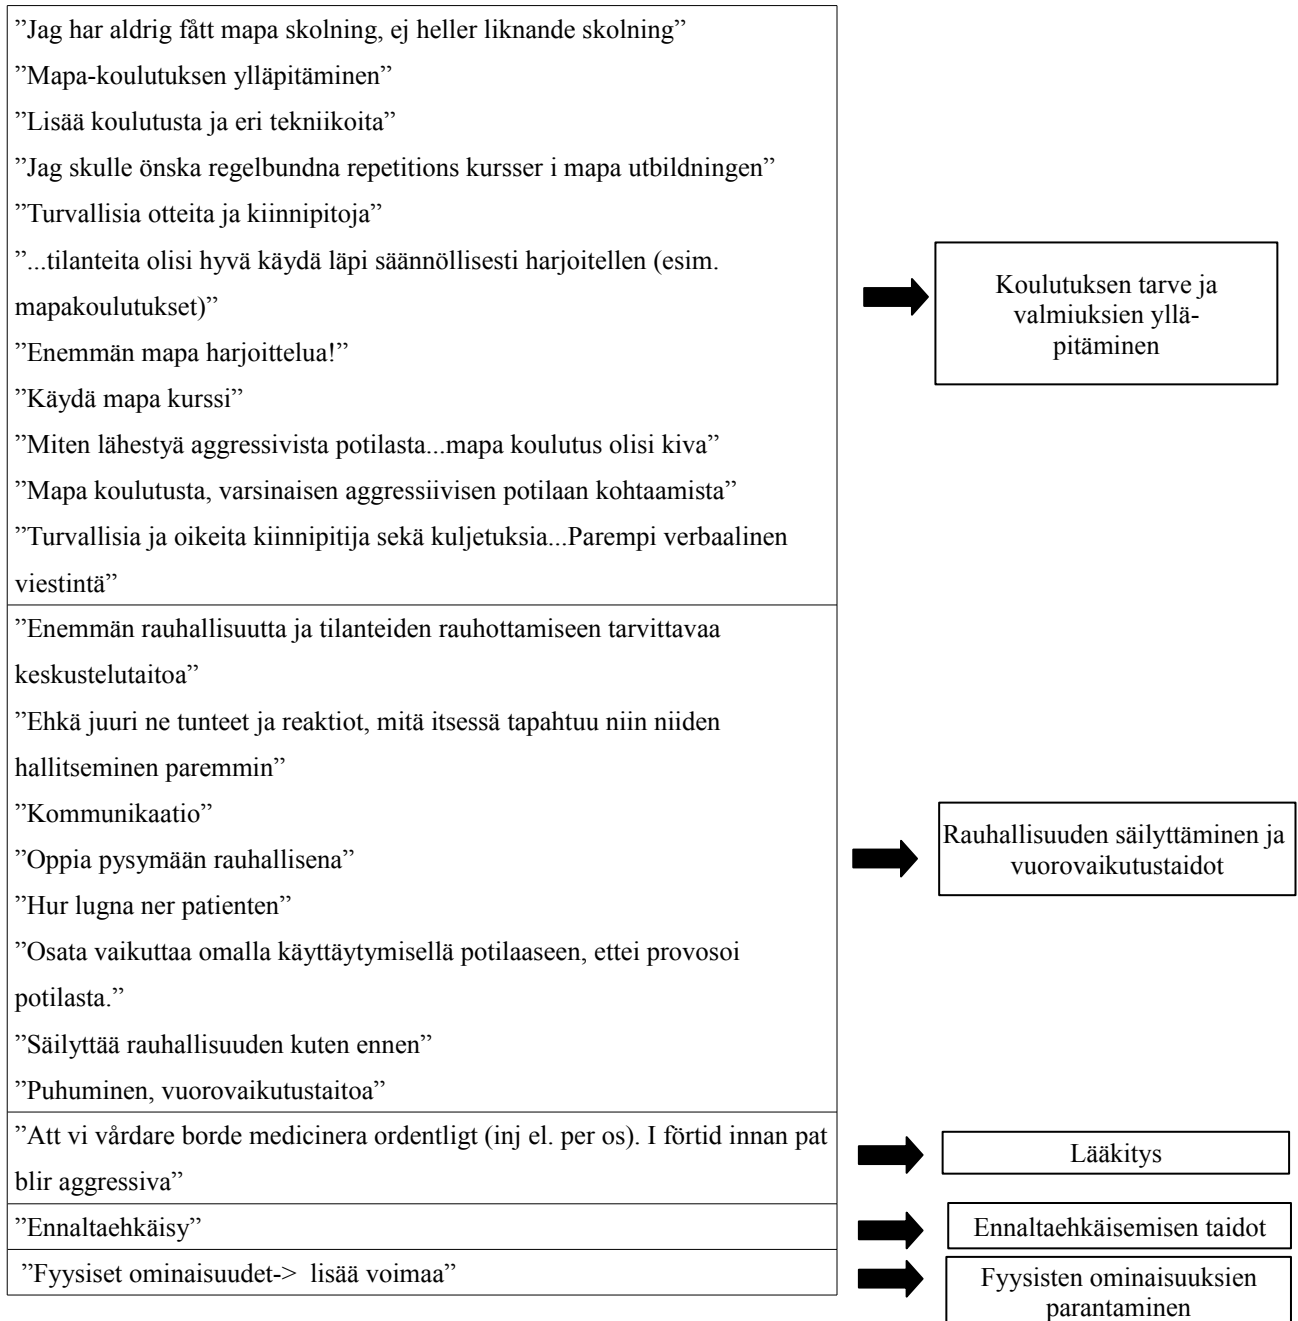 ”Jag har aldrig fått mapa skolning, ej heller liknande skolning”
”Mapa-koulutuksen ylläpitäminen”
”Lisää koulutusta ja eri tekniikoita”
”Jag skulle önska regelbundna repetitions kursser i mapa utbildningen”
”Turvallisia otteita ja kiinnipitoja”
”...tilanteita olisi hyvä käydä läpi säännöllisesti harjoitellen (esim.
mapakoulutukset)”
”Enemmän mapa harjoittelua!”
”Käydä mapa kurssi”
”Miten lähestyä aggressivista potilasta...mapa koulutus olisi kiva”
”Mapa koulutusta, varsinaisen aggressiivisen potilaan kohtaamista”
”Turvallisia ja oikeita kiinnipitija sekä kuljetuksia...Parempi verbaalinen
viestintä”
Koulutuksen tarve ja
valmiuksien yllä-
pitäminen
”Enemmän rauhallisuutta ja tilanteiden rauhottamiseen tarvittavaa
keskustelutaitoa”
”Ehkä juuri ne tunteet ja reaktiot, mitä itsessä tapahtuu niin niiden
hallitseminen paremmin”
”Kommunikaatio”
”Oppia pysymään rauhallisena”
”Hur lugna ner patienten”
”Osata vaikuttaa omalla käyttäytymisellä potilaaseen, ettei provosoi
potilasta.”
”Säilyttää rauhallisuuden kuten ennen”
”Puhuminen, vuorovaikutustaitoa”
Rauhallisuuden säilyttäminen ja
vuorovaikutustaidot
”Att vi vårdare borde medicinera ordentligt (inj el. per os). I förtid innan pat
blir aggressiva”
Lääkitys
”Ennaltaehkäisy”
Ennaltaehkäisemisen taidot
”Fyysiset ominaisuudet-> lisää voimaa”
Fyysisten ominaisuuksien
parantaminen